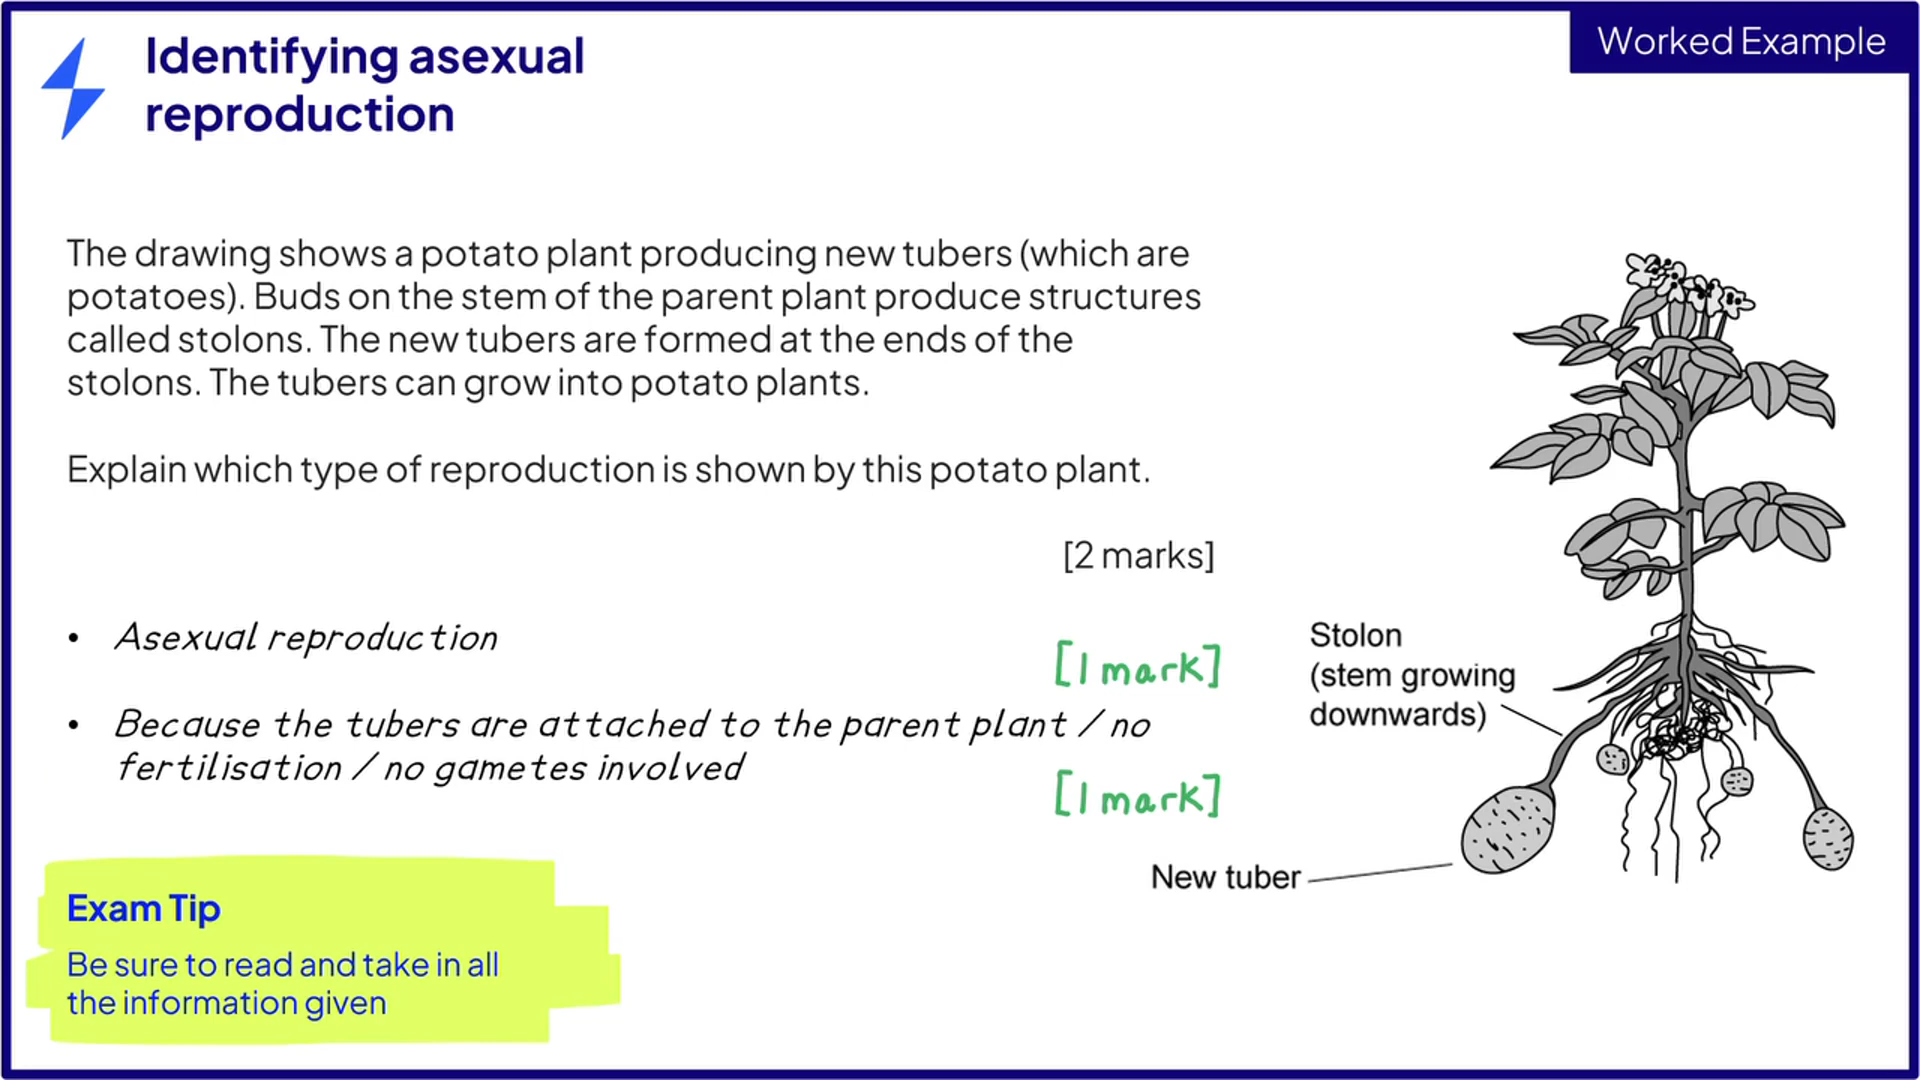 Worked Example
Identifying asexual
reproduction
The drawing shows a potato plant producing new tubers (which are
potatoes). Buds on the stem of the parent plant produce structures
called stolons. The new tubers are formed at the ends of the
stolons. The tubers can grow into potato plants.
Explain which type of reproduction is shown by this potato plant.
[2 marks]
• Asexual reproduction
[1 mark]
• Because the tubers are attached to the parent plant / no
fertilisation / no gametes involved
[1 mark]
Stolon
(stem growing
downwards)
New tuber
Exam Tip
Be sure to read and take in all
the information given